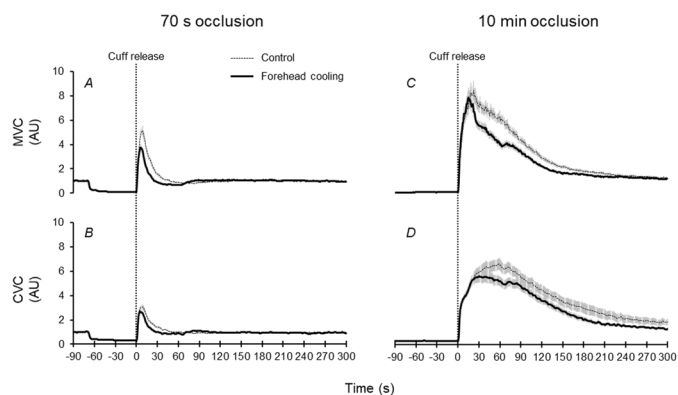 70 s occlusion
10 min occlusion
Cuff release
Control
Forehead cooling
Cuff release
A
C
MVC
(AU)
10
8
6
4
2
0
10
8
6
4
2
0
B
D
CVC
(AU)
10
8
6
4
2
0
10
8
6
4
2
0
-90 -60 -30 0 30 60 90 120 150 180 210 240 270 300
-90 -60 -30 0 30 60 90 120 150 180 210 240 270 300
Time (s)